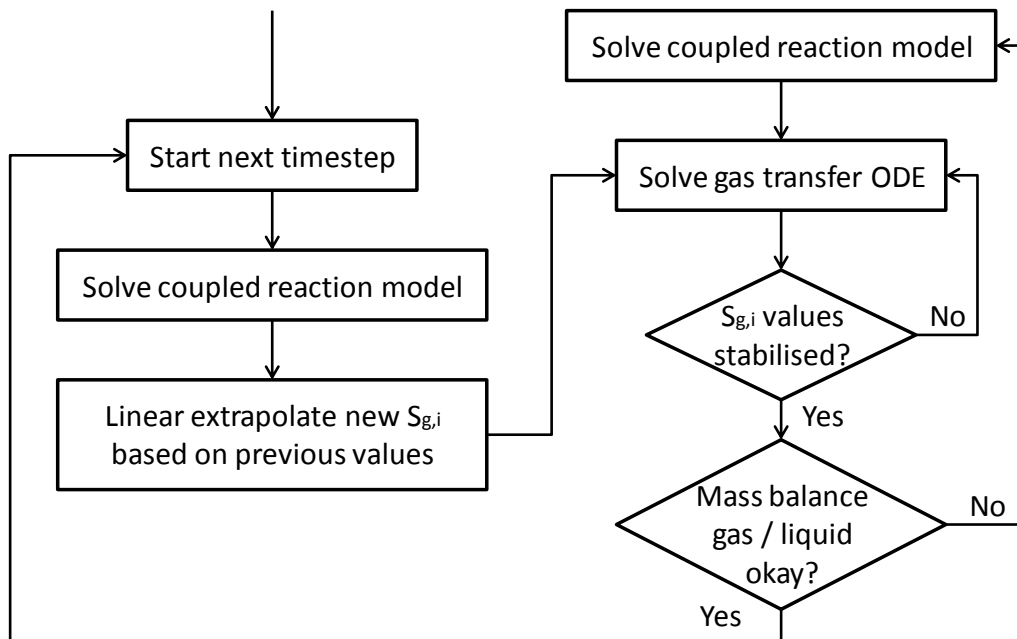 Start next timestep
Solve coupled reaction model
Linear extrapolate new Sg,i
based on previous values
Solve coupled reaction model
Solve gas transfer ODE
Sg,i values
stabilised?
No
Yes
Mass balance
gas / liquid
okay?
No
Yes